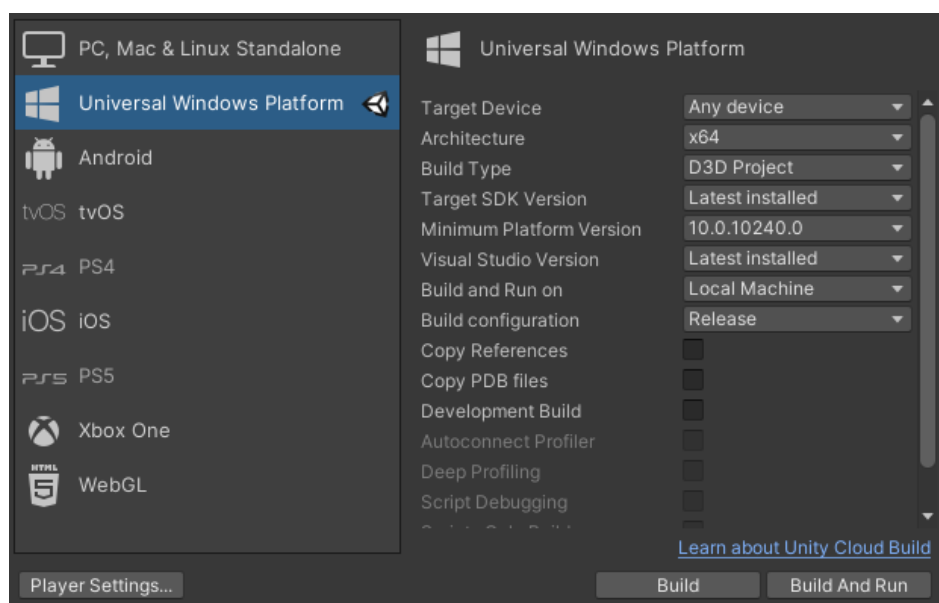 PC, Mac & Linux Standalone
Universal Windows Platform
Android
tvOS tvOS
PS4 PS4
iOS iOS
PS5 PS5
Xbox One
HTML
5 WebGL
Universal Windows Platform
Target Device Any device
Architecture x64
Build Type D3D Project
Target SDK Version Latest installed
Minimum Platform Version 10.0.10240.0
Visual Studio Version Latest installed
Build and Run on Local Machine
Build configuration Release
Copy References
Copy PDB files
Development Build
Autoconnect Profiler
Deep Profiling
Script Debugging
Learn about Unity Cloud Build
Player Settings... Build Build And Run